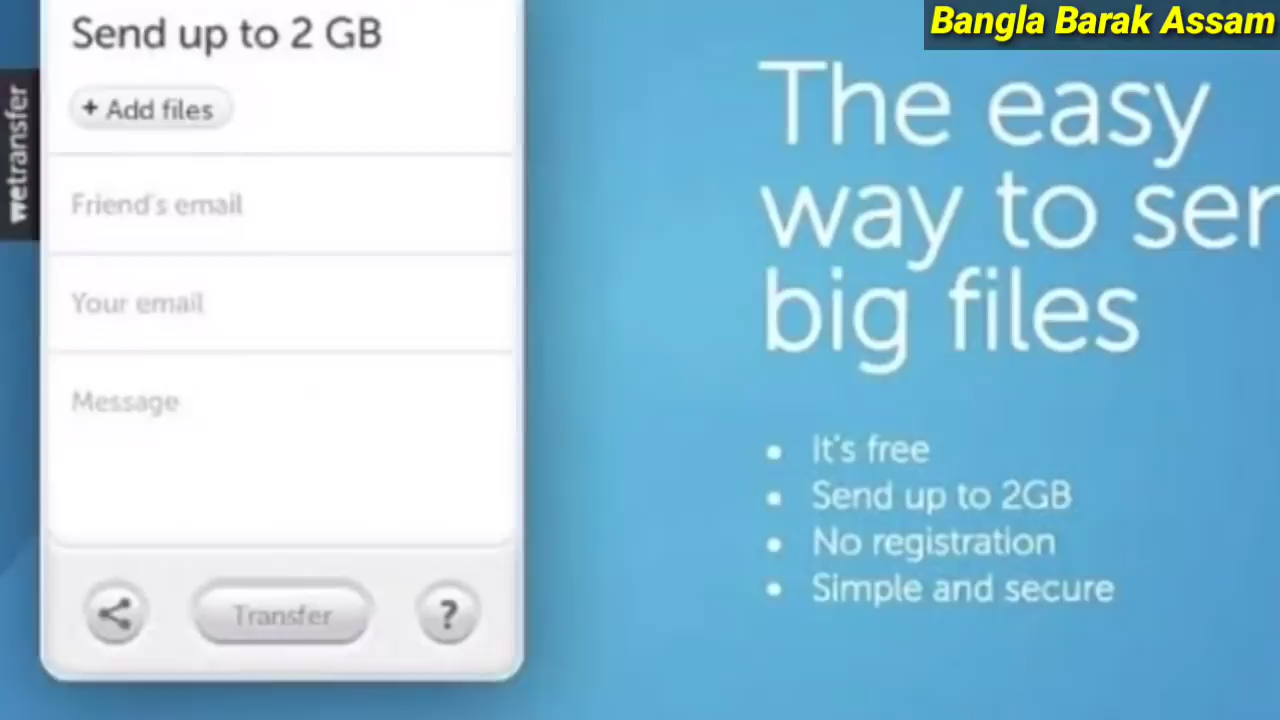 Bangla Barak Assam
Send up to 2 GB
+ Add files
wetransfer
Friend's email
Your email
Message
Transfer
?
The easy
way to ser
big files
• It's free
• Send up to 2GB
• No registration
• Simple and secure